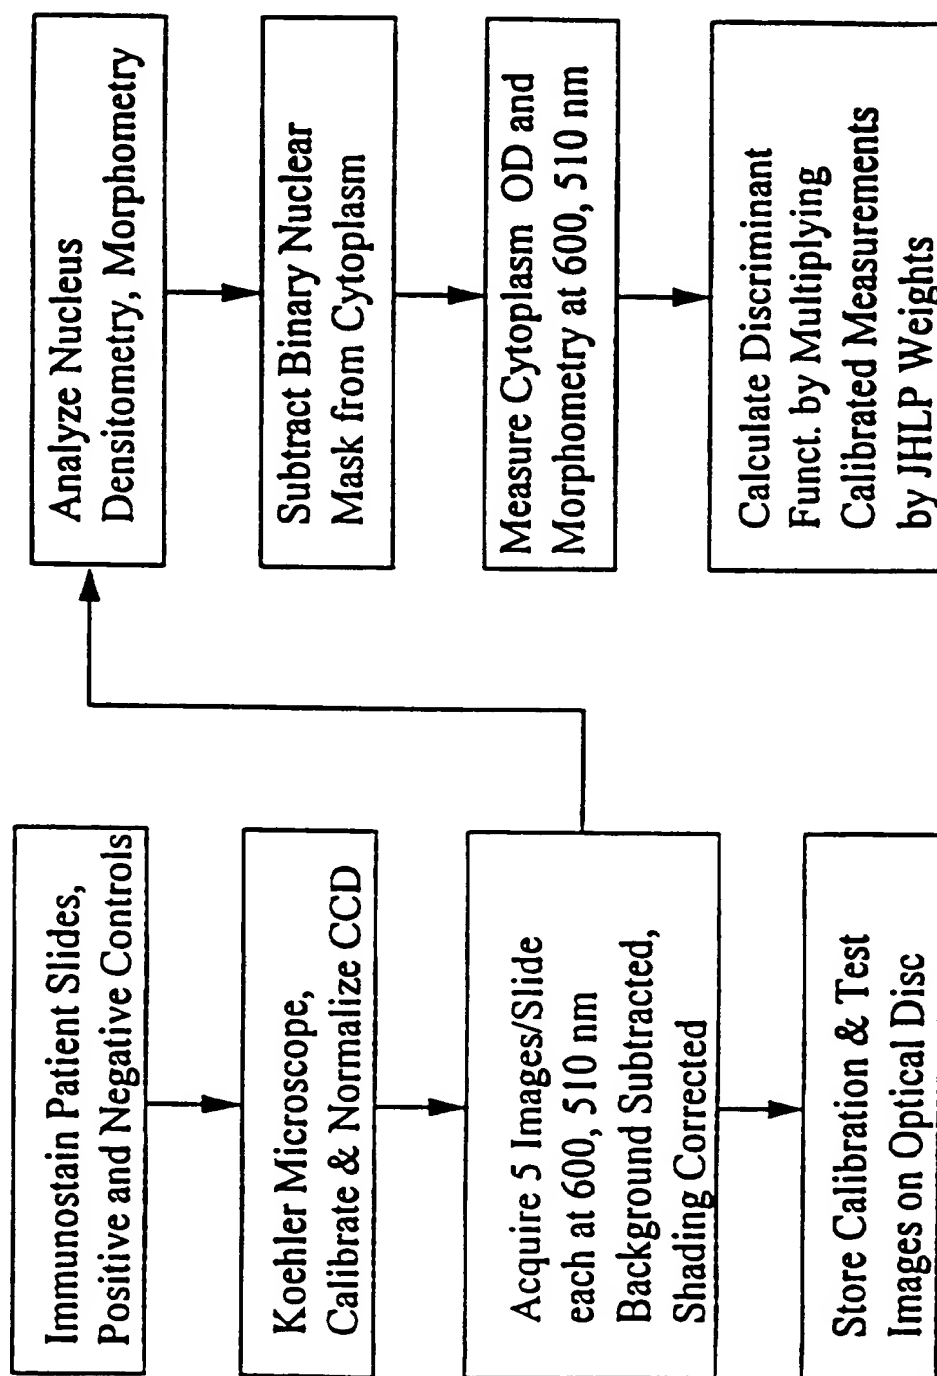 Immunostain Patient Slides,
Positive and Negative Controls
Koehler Microscope,
Calibrate & Normalize CCD
Acquire 5 Images/Slide
each at 600, 510 nm
Background Subtracted,
Shading Corrected
Store Calibration & Test
Images on Optical Disc
Analyze Nucleus
Densitometry, Morphometry
Subtract Binary Nuclear
Mask from Cytoplasm
Measure Cytoplasm OD and
Morphometry at 600, 510 nm
Calculate Discriminant
Funct. by Multiplying
Calibrated Measurements
by JHLP Weights